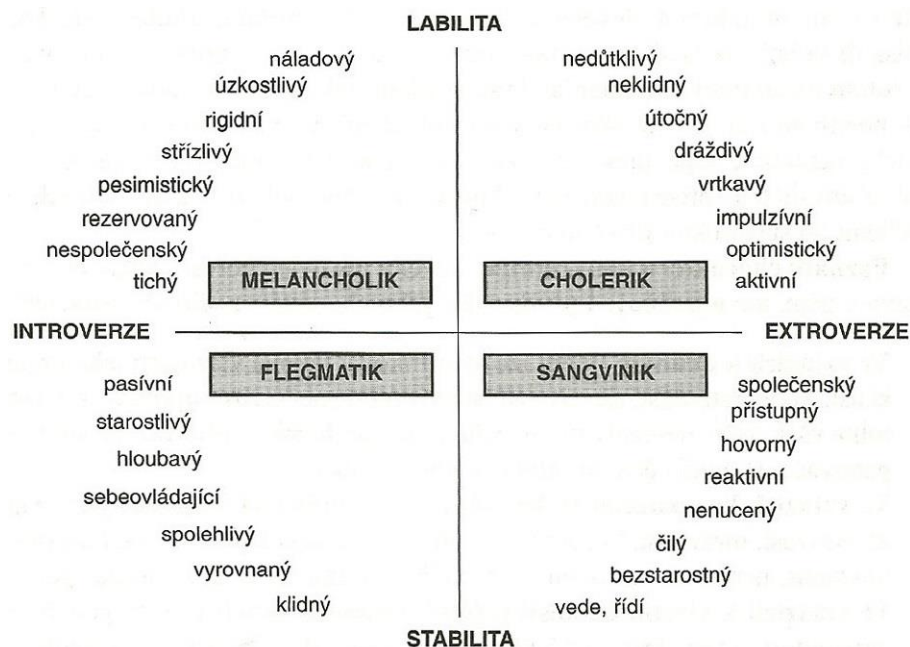 LABILITA
náladový
úzkostlivý
rigidní
střízlivý
pesimistický
rezervovaný
nespolečenský
tichý
MELANCHOLIK
nedůtklivý
neklidný
útočný
dráždivý
vrtkavý
impulzívní
optimistický
aktivní
CHOLERIK
INTROVERZE
EXTROVERZE
FLEGMATIK
pasívní
starostlivý
hloubavý
sebeovládající
spolehlivý
vyrovnaný
klidný
SANGVINIK
společenský
přístupný
hovorný
reaktivní
nenucený
čilý
bezstarostný
vede, řídí
STABILITA